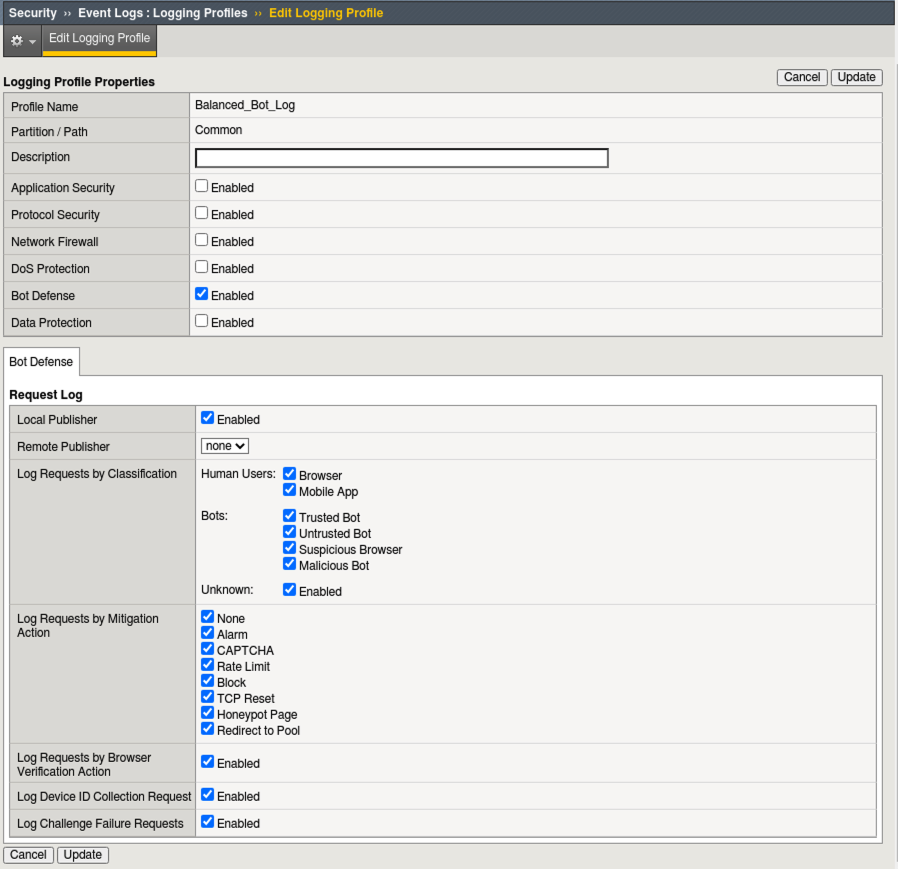 Security ›› Event Logs : Logging Profiles ›› Edit Logging Profile
Edit Logging Profile
Logging Profile Properties
Cancel Update
Profile Name Balanced_Bot_Log
Partition / Path Common
Description
Application Security Enabled
Protocol Security Enabled
Network Firewall Enabled
DoS Protection Enabled
Bot Defense Enabled
Data Protection Enabled
Bot Defense
Request Log
Local Publisher Enabled
Remote Publisher none
Log Requests by Classification Human Users: Browser
Mobile App
Bots: Trusted Bot
Untrusted Bot
Suspicious Browser
Malicious Bot
Unknown: Enabled
Log Requests by Mitigation
Action
None
Alarm
CAPTCHA
Rate Limit
Block
TCP Reset
Honeypot Page
Redirect to Pool
Log Requests by Browser
Verification Action
Enabled
Log Device ID Collection Request Enabled
Log Challenge Failure Requests Enabled
Cancel Update